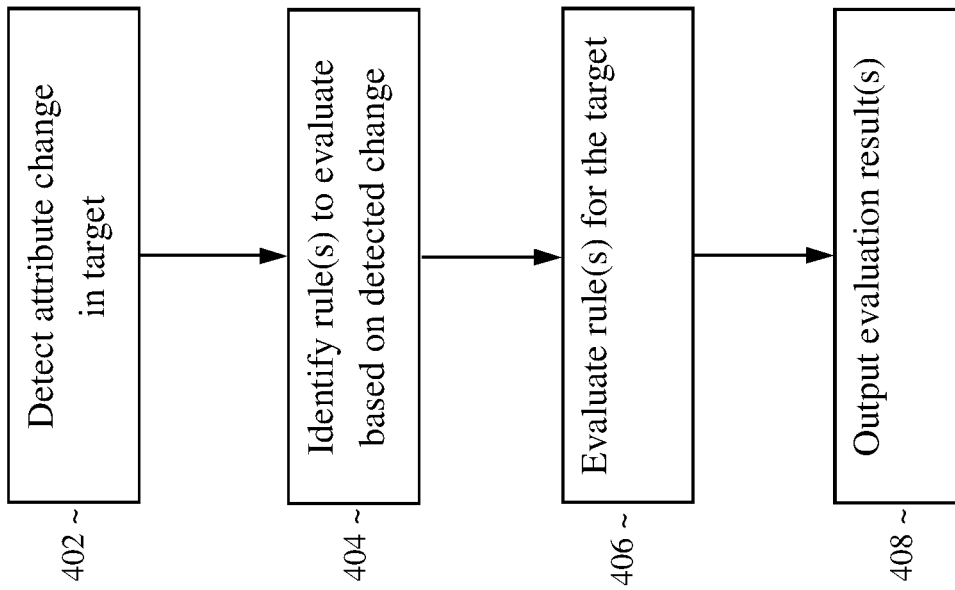 402 ~
Detect attribute change
in target
404 ~
Identify rule(s) to evaluate
based on detected change
406 ~
Evaluate rule(s) for the target
408 ~
Output evaluation result(s)